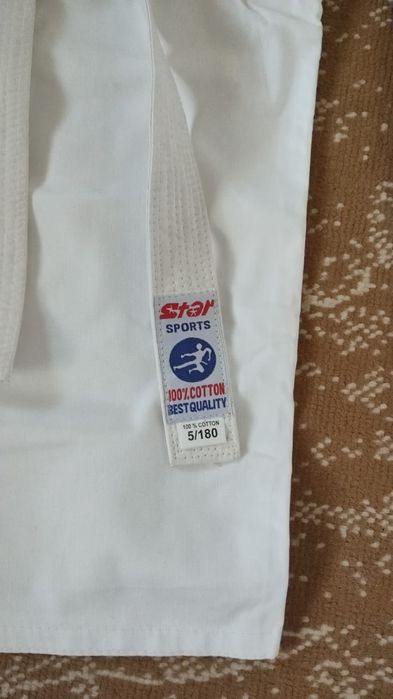 Star
SPORTS
100% COTTON
BEST QUALITY
100 % COTTON
5/180